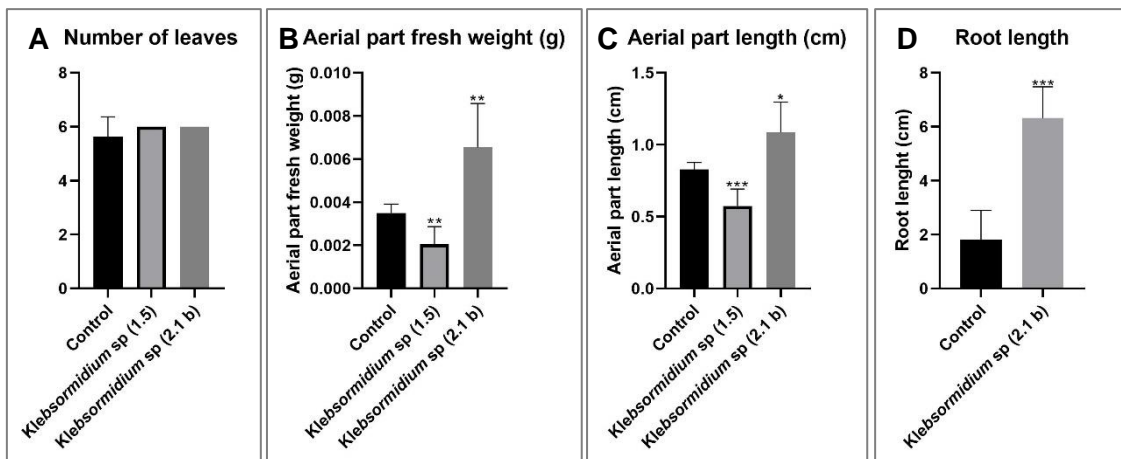 A Number of leaves
Number of leaves
8
6
4
2
0
Control
Klebsormidium sp (1.5)
Klebsormidium sp (2.1 b)
B Aerial part fresh weight (g)
Aerial part fresh weight (g)
0.010
0.008
0.006
0.004
0.002
0.000
**
**
Control
Klebsormidium sp (1.5)
Klebsormidium sp (2.1 b)
C Aerial part length (cm)
Aerial part length (cm)
1.5
1.0
0.5
0.0
***
*
Control
Klebsormidium sp (1.5)
Klebsormidium sp (2.1 b)
D Root length
Root lenght (cm)
8
6
4
2
0
***
Control
Klebsormidium sp (2.1 b)